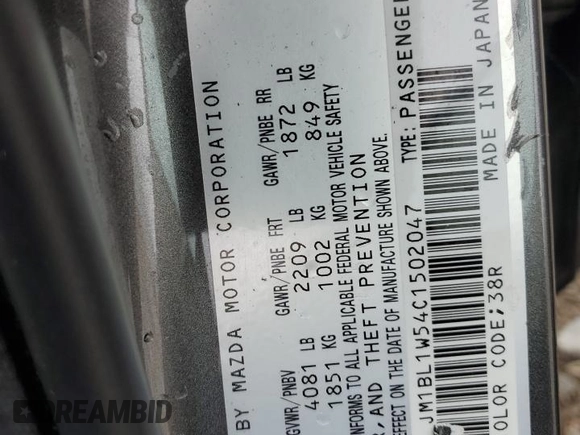 BY MAZDA MOTOR CORPORATION
GVWR/PNBV GAWR/PNBE FRT GAWR/PNBE RR
4081 LB 2209 LB 1872 LB
1851 KG 1002 KG 849 KG
FORMS TO ALL APPLICABLE FEDERAL MOTOR VEHICLE SAFETY
R,AND THEFT PREVENTION
EFFECT ON THE DATE OF MANUFACTURE SHOWN ABOVE.
JM1BL1W54C1502047 TYPE: PASSENGE
OLOR CODE;38R MADE IN JAPAN
DREAMBID